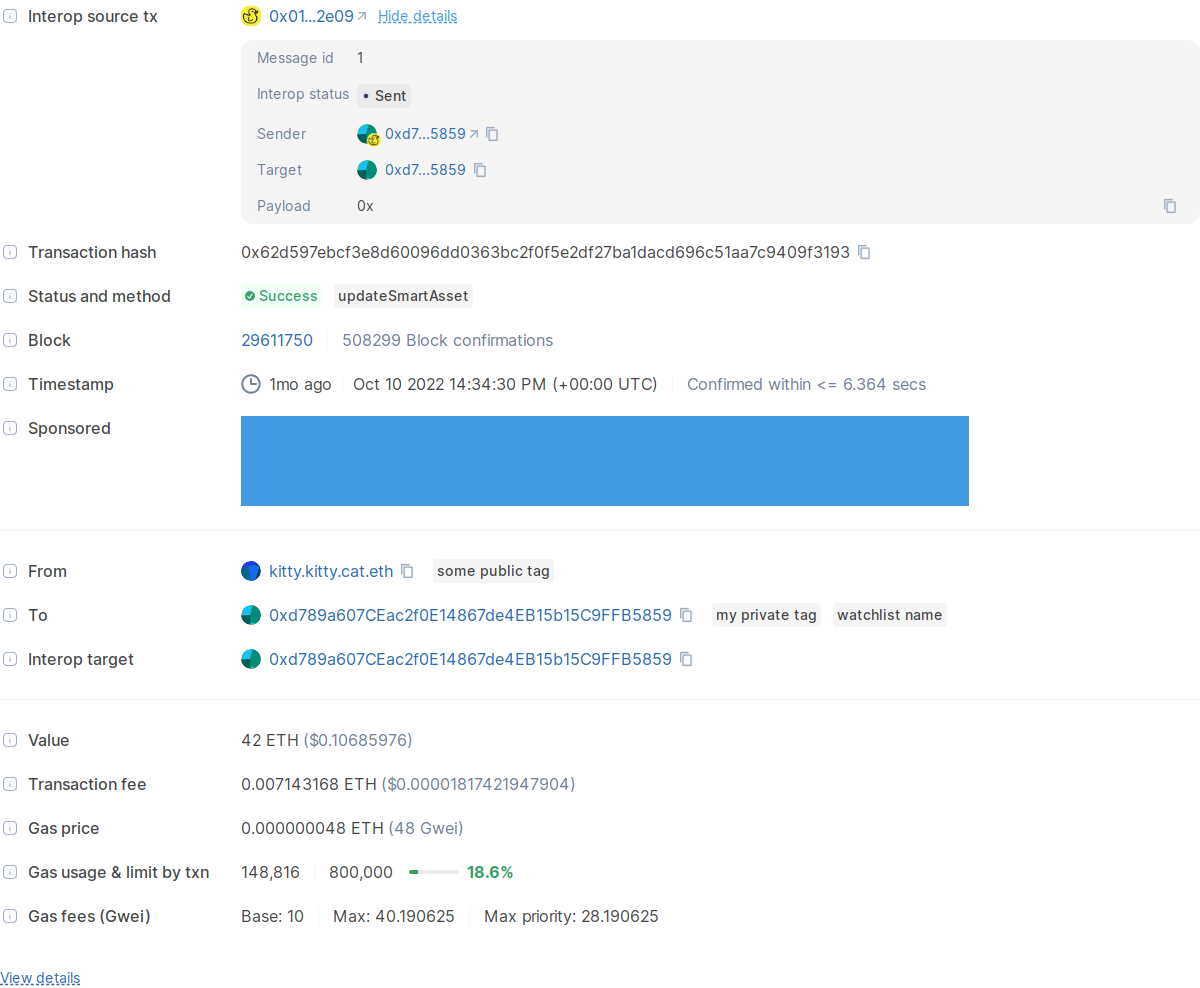 Interop source tx 0x01...2e09 Hide details
Message id 1
Interop status Sent
Sender 0xd7...5859
Target 0xd7...5859
Payload 0x
Transaction hash 0x62d597ebcf3e8d60096dd0363bc2f0f5e2df27ba1dacd696c51aa7c9409f3193
Status and method Success updateSmartAsset
Block 29611750 508299 Block confirmations
Timestamp 1mo ago Oct 10 2022 14:34:30 PM (+00:00 UTC) Confirmed within <= 6.364 secs
Sponsored
From kitty.kitty.cat.eth some public tag
To 0xd789a607CEac2f0E14867de4EB15b15C9FFB5859 my private tag watchlist name
Interop target 0xd789a607CEac2f0E14867de4EB15b15C9FFB5859
Value 42 ETH ($0.10685976)
Transaction fee 0.007143168 ETH ($0.00001817421947904)
Gas price 0.000000048 ETH (48 Gwei)
Gas usage & limit by txn 148,816 800,000 18.6%
Gas fees (Gwei) Base: 10 Max: 40.190625 Max priority: 28.190625
View details